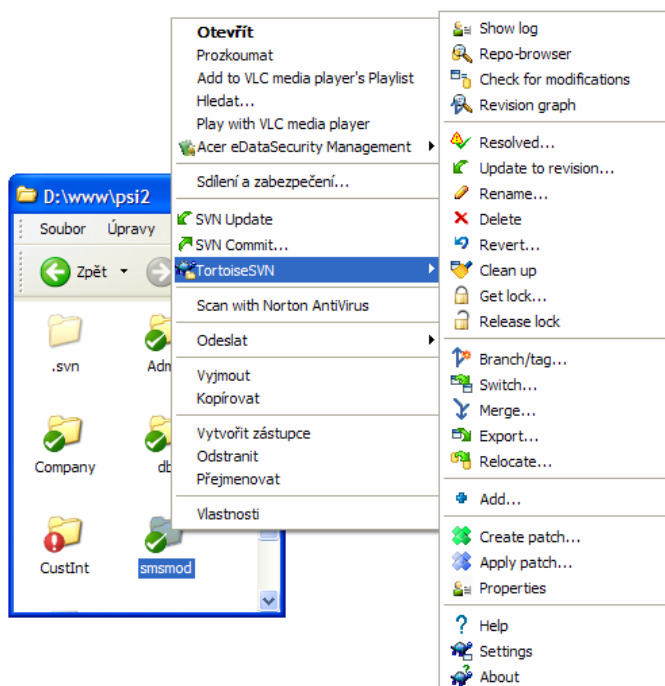 D:\www\psi2
Soubor Úpravy
Zpět
.svn
Adm
Company
db
CustInt
smsmod
Otevřít
Prozkoumat
Add to VLC media player's Playlist
Hledat...
Play with VLC media player
Acer eDataSecurity Management
Sdílení a zabezpečení...
SVN Update
SVN Commit...
TortoiseSVN
Scan with Norton AntiVirus
Odeslat
Vyjmout
Kopírovat
Vytvořit zástupce
Odstranit
Přejmenovat
Vlastnosti
Show log
Repo-browser
Check for modifications
Revision graph
Resolved...
Update to revision...
Rename...
Delete
Revert...
Clean up
Get lock...
Release lock
Branch/tag...
Switch...
Merge...
Export...
Relocate...
Add...
Create patch...
Apply patch...
Properties
Help
Settings
About